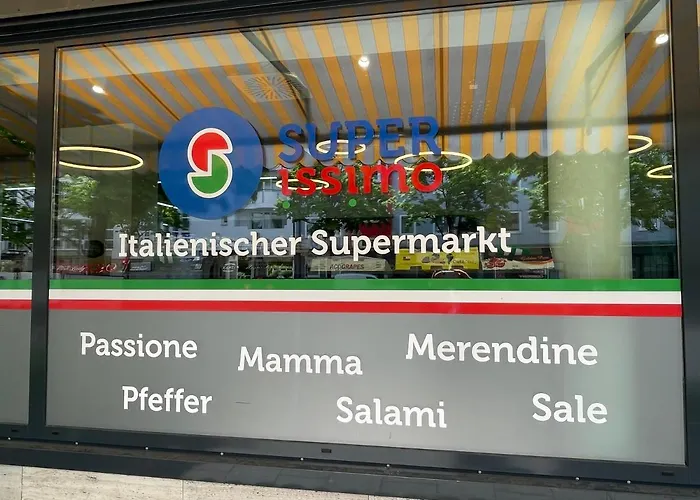 S
SUPER
issimo
Italienischer Supermarkt
Passione
Mamma
Merendine
Pfeffer
Salami
Sale